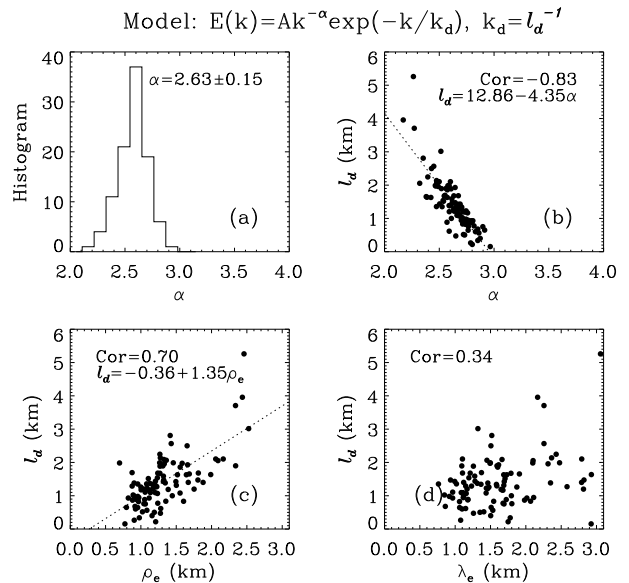 Model: E(k)=Ak^{-α}exp(-k/k_d), k_d=l_d^{-1}
Histogram
40
30
20
10
0
α=2.63±0.15
(a)
2.0 2.5 3.0 3.5 4.0
α
l_d (km)
6
5
4
3
2
1
0
Cor=-0.83
l_d=12.86-4.35α
(b)
2.0 2.5 3.0 3.5 4.0
α
l_d (km)
6
5
4
3
2
1
0
Cor=0.70
l_d=-0.36+1.35ρ_e
(c)
0.0 0.5 1.0 1.5 2.0 2.5 3.0
ρ_e (km)
l_d (km)
6
5
4
3
2
1
0
Cor=0.34
(d)
0.0 0.5 1.0 1.5 2.0 2.5 3.0
λ_e (km)